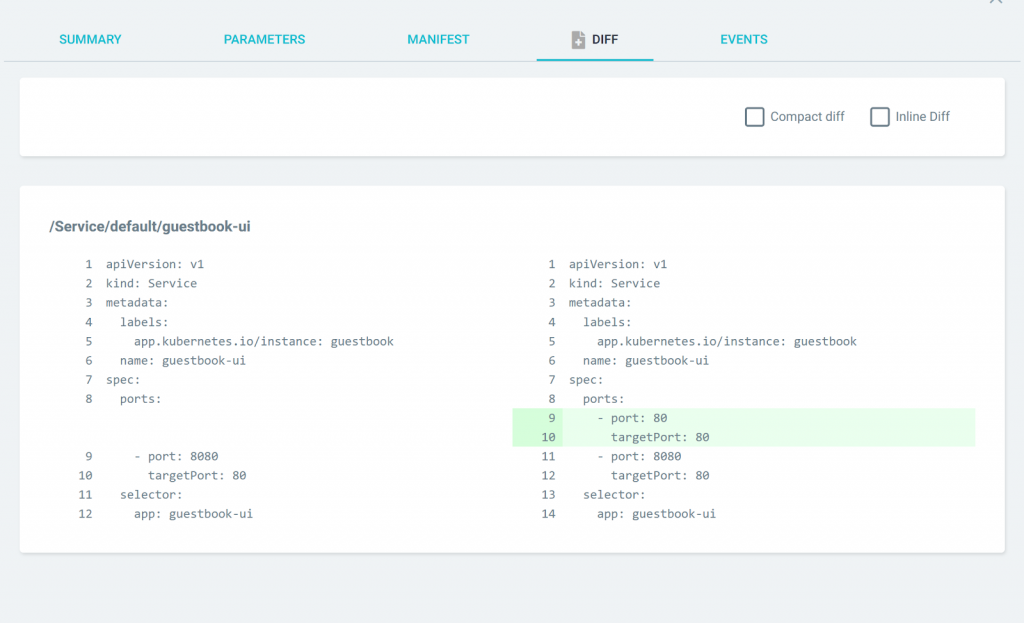 SUMMARY PARAMETERS MANIFEST DIFF EVENTS
Compact diff Inline Diff
/Service/default/guestbook-ui
1 apiVersion: v1
2 kind: Service
3 metadata:
4   labels:
5     app.kubernetes.io/instance: guestbook
6   name: guestbook-ui
7 spec:
8   ports:
9     - port: 8080
10       targetPort: 80
11   selector:
12     app: guestbook-ui
1 apiVersion: v1
2 kind: Service
3 metadata:
4   labels:
5     app.kubernetes.io/instance: guestbook
6   name: guestbook-ui
7 spec:
8   ports:
9     - port: 80
10       targetPort: 80
11     - port: 8080
12       targetPort: 80
13   selector:
14     app: guestbook-ui